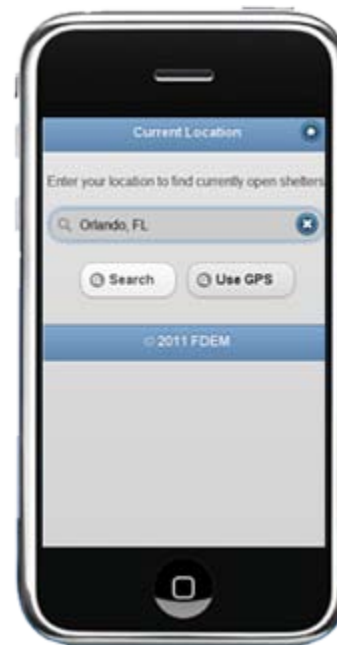 Current Location
Enter your location to find currently open shelters
Orlando, FL
Search
Use GPS
© 2011 FDEM